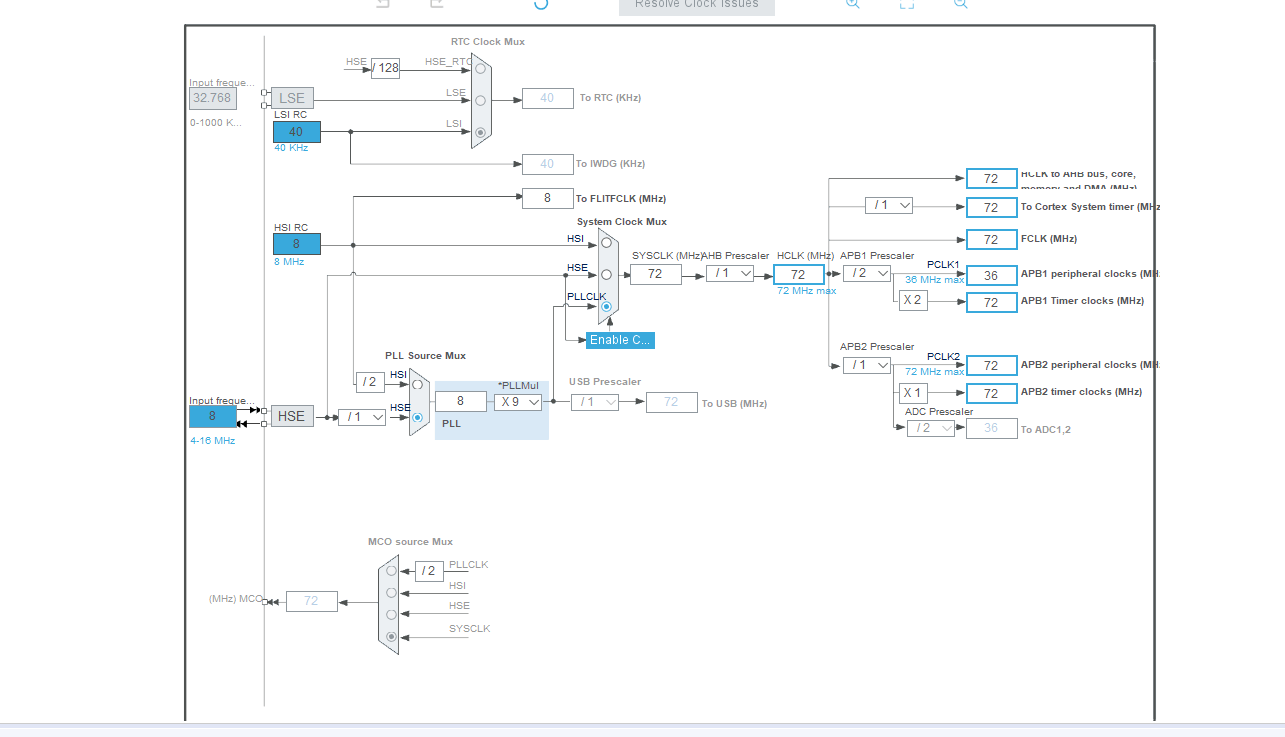 Resolve Clock Issues
RTC Clock Mux
HSE
/ 128
HSE_RTC
Input freque...
32.768
0-1000 K...
LSE
LSE
40
To RTC (KHz)
LSI RC
40
40 KHz
LSI
40
To IWDG (KHz)
8
To FLITFCLK (MHz)
System Clock Mux
HSI RC
8
8 MHz
HSI
HSE
PLLCLK
Enable C...
SYSCLK (MHz)
72
AHB Prescaler
/ 1
HCLK (MHz)
72
72 MHz max
APB1 Prescaler
/ 2
PCLK1
36 MHz max
X 2
72
HCLK to AHB bus, core,
memory and DMA (MHz)
/ 1
72
To Cortex System timer (MHz
72
FCLK (MHz)
36
APB1 peripheral clocks (MH
72
APB1 Timer clocks (MHz)
APB2 Prescaler
/ 1
PCLK2
72 MHz max
72
APB2 peripheral clocks (MH
X 1
72
APB2 timer clocks (MHz)
ADC Prescaler
/ 2
36
To ADC1,2
PLL Source Mux
/ 2
HSI
Input freque...
8
4-16 MHz
HSE
/ 1
HSE
8
*PLLMul
X 9
PLL
USB Prescaler
/ 1
72
To USB (MHz)
MCO source Mux
/ 2
PLLCLK
HSI
HSE
SYSCLK
(MHz) MCO
72